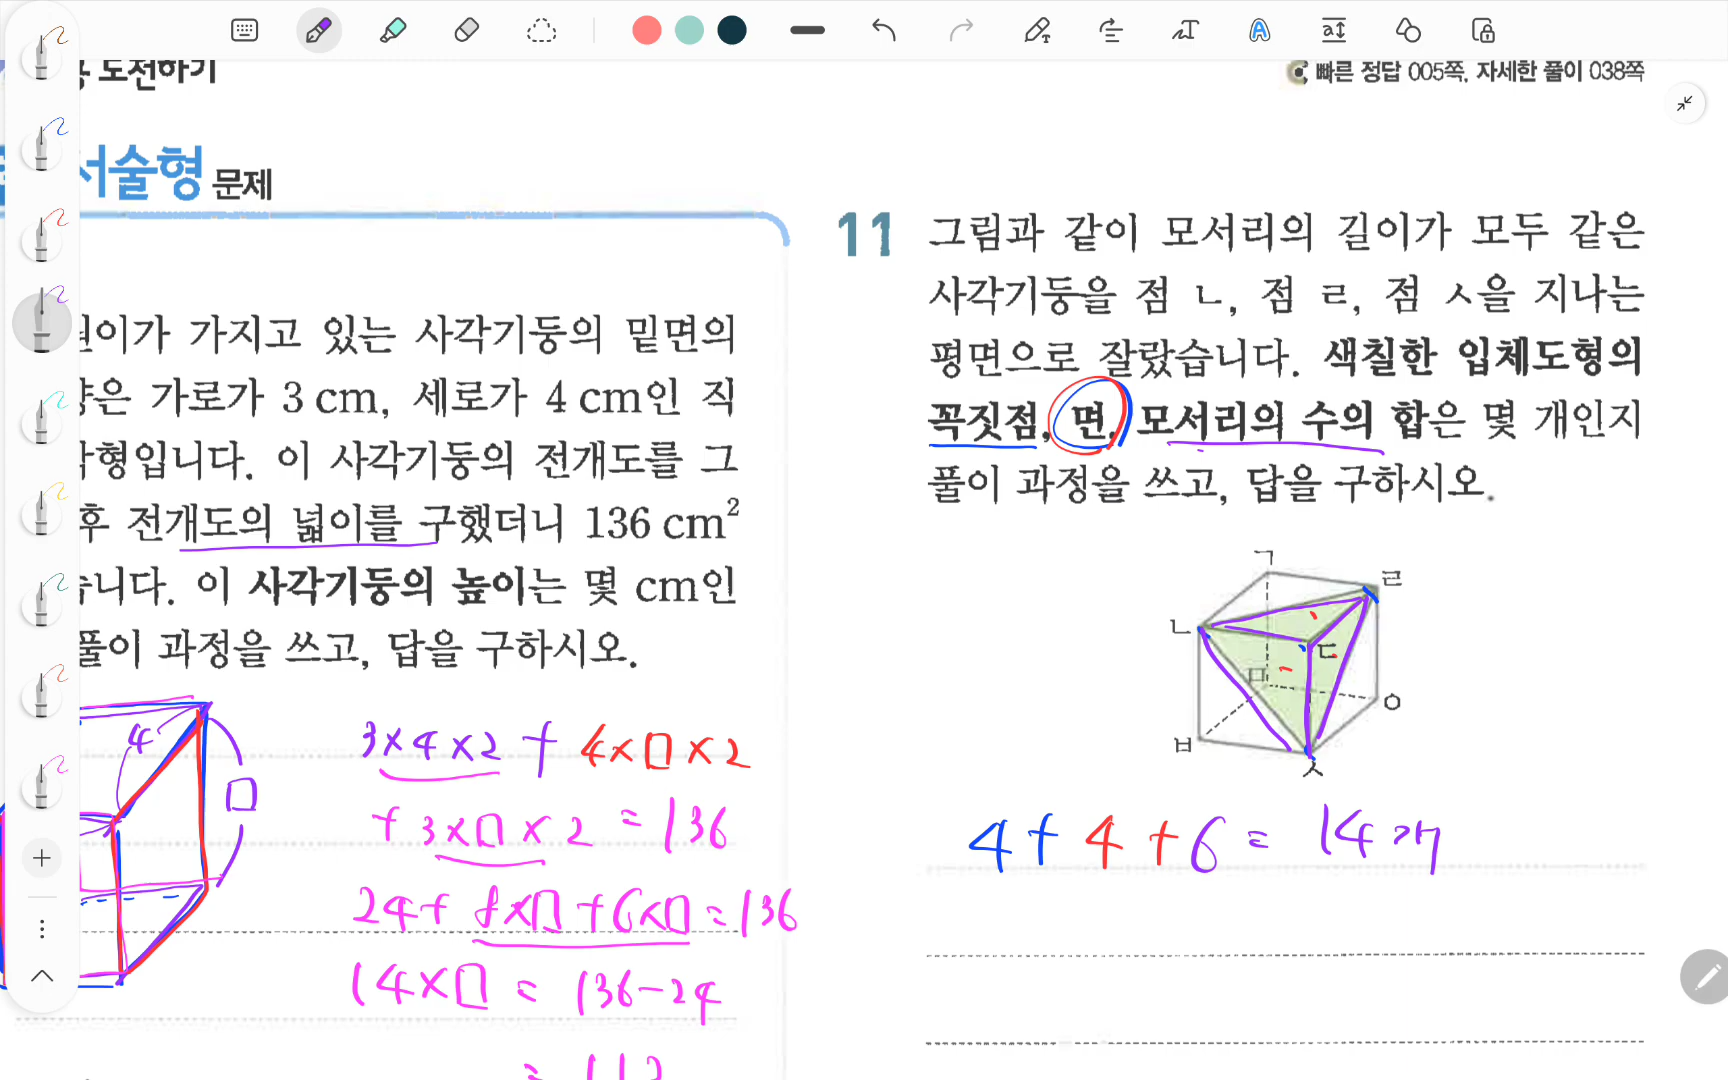 도전하기
빠른 정답 005쪽, 자세한 풀이 038쪽
서술형 문제
이가 가지고 있는 사각기둥의 밑면의
은 가로가 3 cm, 세로가 4 cm인 직
각형입니다. 이 사각기둥의 전개도를 그
후 전개도의 넓이를 구했더니 136 cm²
습니다. 이 사각기둥의 높이는 몇 cm인
풀이 과정을 쓰고, 답을 구하시오.
4
□
3×4×2 + 4×□×2
+ 3×□×2 = 136
24+ 8×□+6×□=136
14×□ = 136-24
= 112
11 그림과 같이 모서리의 길이가 모두 같은
사각기둥을 점 ㄴ, 점 ㄹ, 점 ㅅ을 지나는
평면으로 잘랐습니다. 색칠한 입체도형의
꼭짓점, 면, 모서리의 수의 합은 몇 개인지
풀이 과정을 쓰고, 답을 구하시오.
ㄱ
ㄹ
ㄴ
ㄷ
ㅁ
ㅇ
ㅂ
ㅅ
4+4+6= 14개